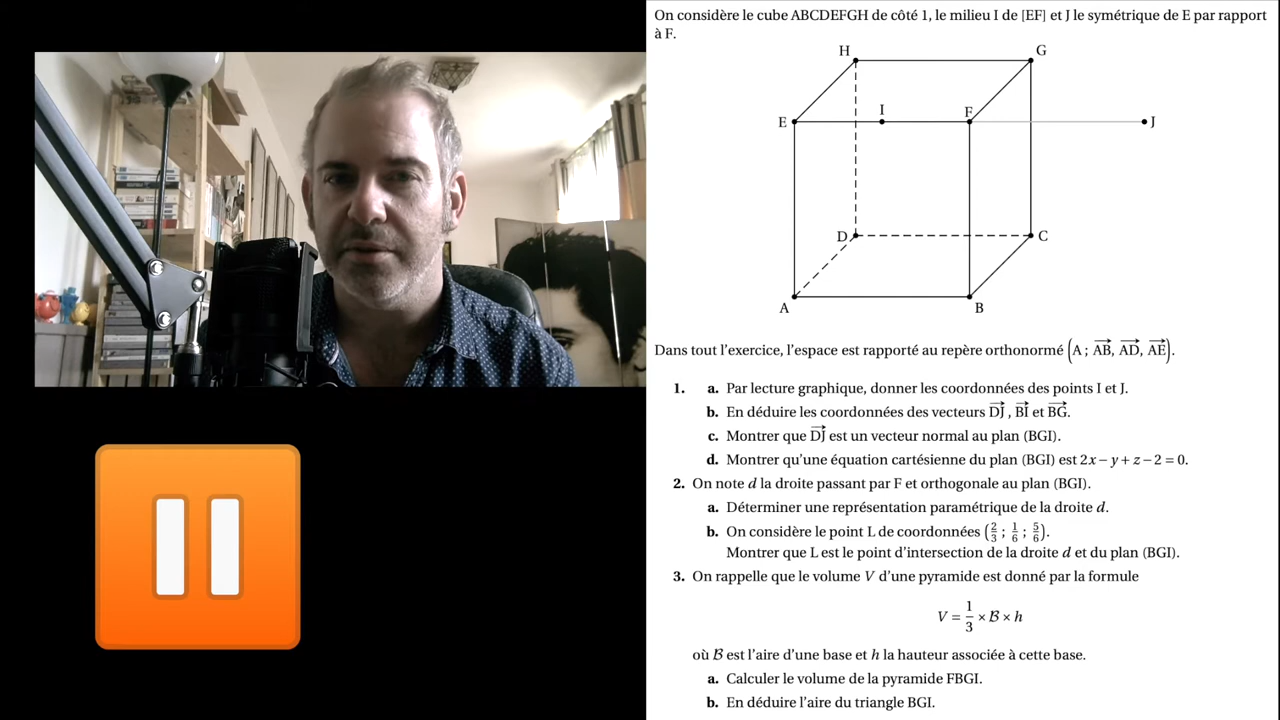 On considère le cube ABCDEFGH de côté 1, le milieu I de [EF] et J le symétrique de E par rapport
à F.
H
G
E
I
F
J
D
C
A
B
Dans tout l'exercice, l'espace est rapporté au repère orthonormé (A ; AB, AD, AE).
1. a. Par lecture graphique, donner les coordonnées des points I et J.
b. En déduire les coordonnées des vecteurs DJ , BI et BG.
c. Montrer que DJ est un vecteur normal au plan (BGI).
d. Montrer qu'une équation cartésienne du plan (BGI) est 2x − y + z − 2 = 0.
2. On note d la droite passant par F et orthogonale au plan (BGI).
a. Déterminer une représentation paramétrique de la droite d.
b. On considère le point L de coordonnées (2/3 ; 1/6 ; 5/6).
Montrer que L est le point d'intersection de la droite d et du plan (BGI).
3. On rappelle que le volume V d'une pyramide est donné par la formule
V = 1/3 × B × h
où B est l'aire d'une base et h la hauteur associée à cette base.
a. Calculer le volume de la pyramide FBGI.
b. En déduire l'aire du triangle BGI.